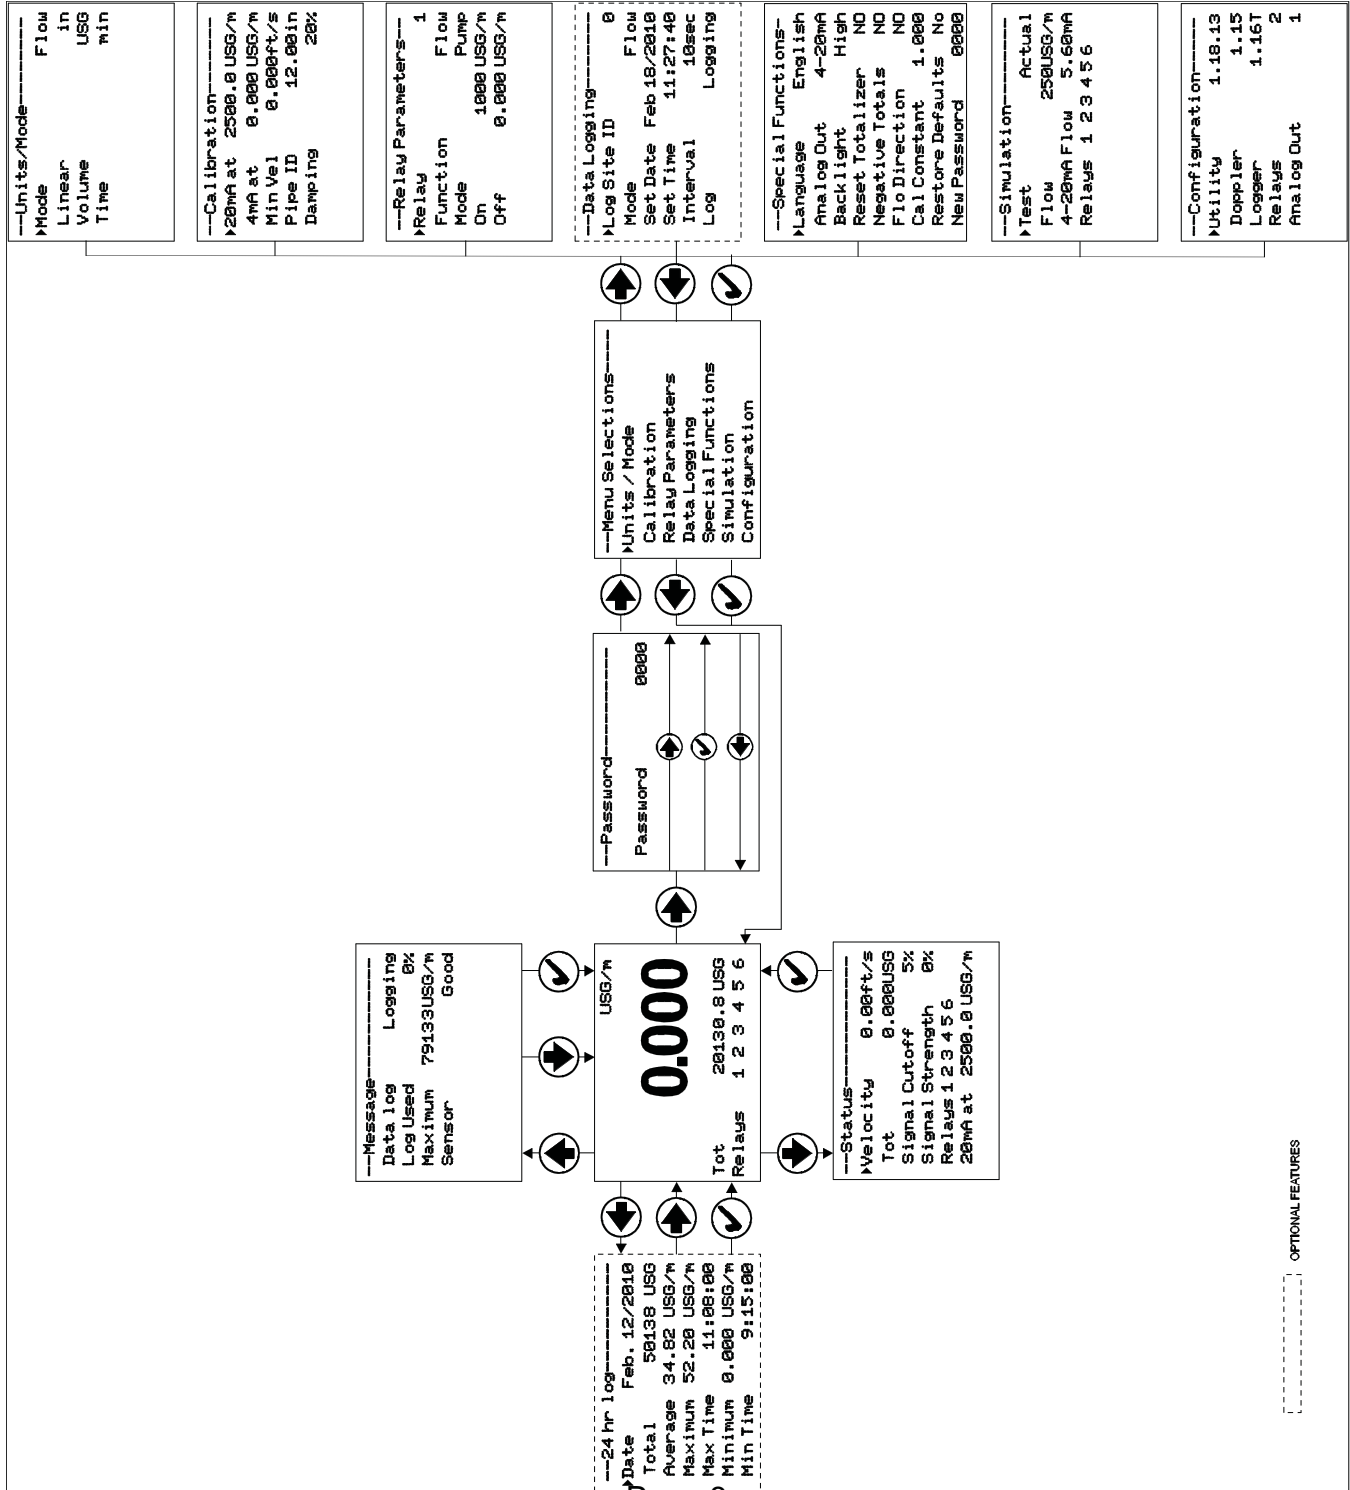 --Units/Mode---------
▸Mode Flow
Linear in
Volume USG
Time min
--Calibration--------
▸20mA at 2500.0 USG/m
4mA at 0.000 USG/m
Min Vel 0.000ft/s
Pipe ID 12.00in
Damping 20%
--Relay Parameters---
▸Relay 1
Function Flow
Mode Pump
On 1000 USG/m
Off 0.000 USG/m
--Data Logging-------
▸Log Site ID 0
Mode Flow
Set Date Feb 18/2010
Set Time 11:27:40
Interval 10sec
Log Logging
--Special Functions-
▸Language English
Analog Out 4-20mA
Backlight High
Reset Totalizer NO
Negative Totals NO
Flo Direction NO
Cal Constant 1.000
Restore Defaults No
New Password 0000
--Simulation---------
▸Test Actual
Flow 250USG/m
4-20mA Flow 5.60mA
Relays 1 2 3 4 5 6
--Configuration------
▸Utility 1.18.13
Doppler 1.15
Logger 1.16T
Relays 2
Analog Out 1
--Menu Selections----
▸Units / Mode
Calibration
Relay Parameters
Data Logging
Special Functions
Simulation
Configuration
--Password-----------
Password 0000
--Message------------
Data log Logging
Log Used 0%
Maximum 79133USG/m
Sensor Good
USG/m
0.000
Tot 20130.8 USG
Relays 1 2 3 4 5 6
--Status-------------
▸Velocity 0.00ft/s
Tot 0.000USG
Signal Cutoff 5%
Signal Strength 0%
Relays 1 2 3 4 5 6
20mA at 2500.0 USG/m
--24 hr log----------
▸Date Feb. 12/2010
Total 50138 USG
Average 34.82 USG/m
Maximum 52.20 USG/m
Max Time 11:08:00
Minimum 0.000 USG/m
Min Time 9:15:00
OPTIONAL FEATURES